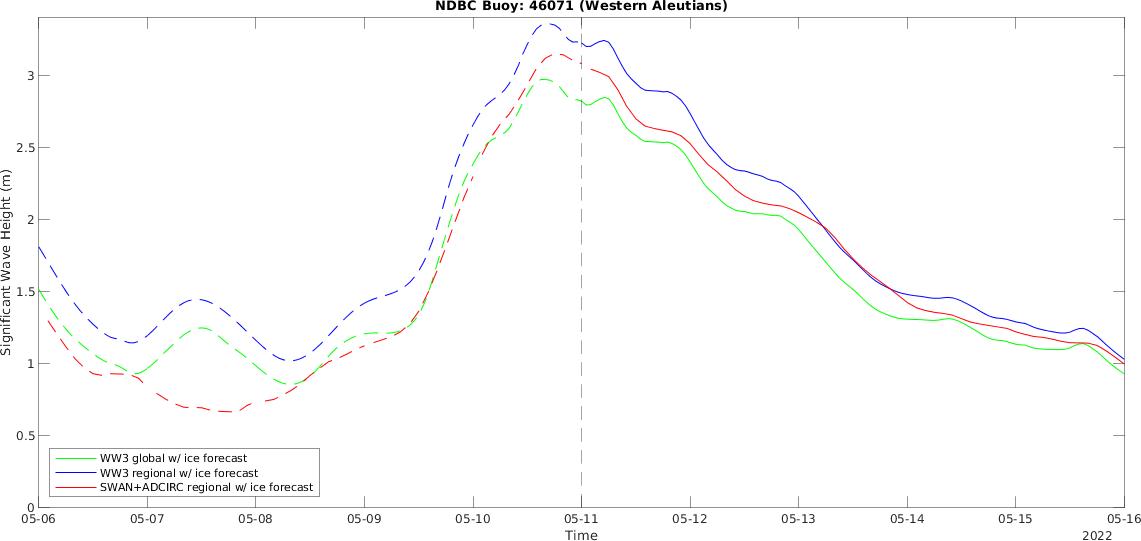 NDBC Buoy: 46071 (Western Aleutians)
Significant Wave Height (m)
3
2.5
2
1.5
1
0.5
0
WW3 global w/ ice forecast
WW3 regional w/ ice forecast
SWAN+ADCIRC regional w/ ice forecast
05-06 05-07 05-08 05-09 05-10 05-11 05-12 05-13 05-14 05-15 05-16
Time
2022